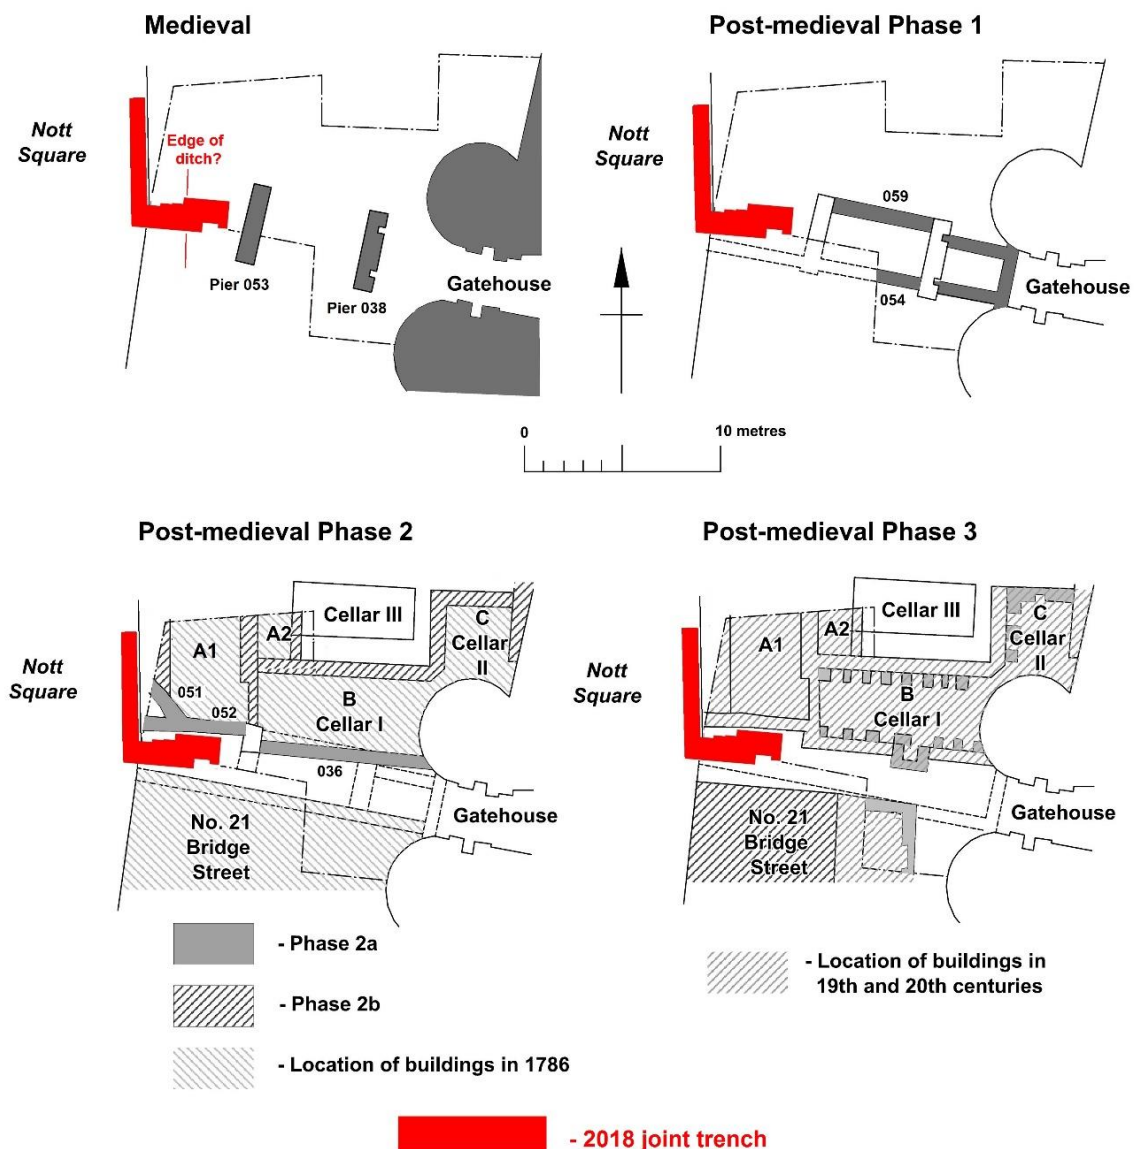 Medieval
Nott
Square
Edge of
ditch?
Pier 053
Pier 038
Gatehouse
Post-medieval Phase 1
Nott
Square
059
054
Gatehouse
0
10 metres
Post-medieval Phase 2
Nott
Square
A1
A2
Cellar III
C
Cellar
II
051
052
B
Cellar I
036
No. 21
Bridge
Street
Gatehouse
- Phase 2a
- Phase 2b
- Location of buildings in 1786
Post-medieval Phase 3
Nott
Square
A1
A2
Cellar III
C
Cellar
II
B
Cellar I
No. 21
Bridge
Street
Gatehouse
- Location of buildings in
19th and 20th centuries
- 2018 joint trench